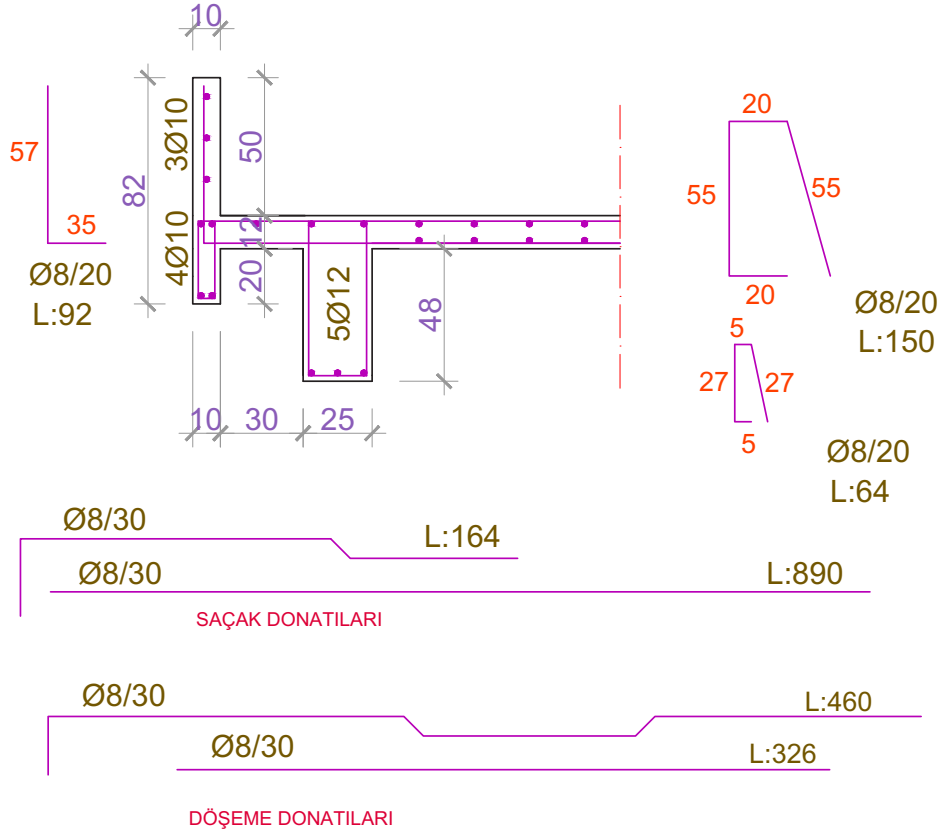 10
57
35
Ø8/20
L:92
82
3Ø10
4Ø10
50
12
20
5Ø12
48
10
30
25
20
55
55
20
Ø8/20
L:150
5
27
27
5
Ø8/20
L:64
Ø8/30
L:164
Ø8/30
L:890
SAÇAK DONATILARI
Ø8/30
L:460
Ø8/30
L:326
DÖŞEME DONATILARI